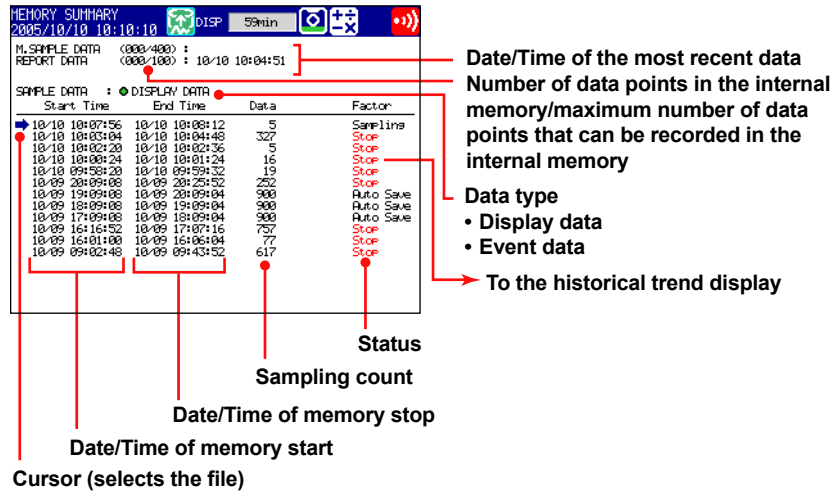 MEMORY SUMMARY
2005/10/10 10:10:10 DISP 59min
M.SAMPLE DATA (000/400) :
REPORT DATA (000/100) : 10/10 10:04:51
SAMPLE DATA : DISPLAY DATA
Start Time End Time Data Factor
10/10 10:07:56 10/10 10:08:12 5 Sampling
10/10 10:03:04 10/10 10:04:48 327 Stop
10/10 10:02:20 10/10 10:02:36 5 Stop
10/10 10:00:24 10/10 10:01:24 16 Stop
10/10 09:58:20 10/10 09:59:32 19 Stop
10/09 20:09:08 10/09 20:25:52 252 Stop
10/09 19:09:08 10/09 20:09:04 900 Auto Save
10/09 18:09:08 10/09 19:09:04 900 Auto Save
10/09 17:09:08 10/09 18:09:04 900 Auto Save
10/09 16:16:52 10/09 17:07:16 757 Stop
10/09 16:01:00 10/09 16:06:04 77 Stop
10/09 09:02:48 10/09 09:43:52 617 Stop
Date/Time of the most recent data
Number of data points in the internal
memory/maximum number of data
points that can be recorded in the
internal memory
Data type
• Display data
• Event data
To the historical trend display
Status
Sampling count
Date/Time of memory stop
Date/Time of memory start
Cursor (selects the file)